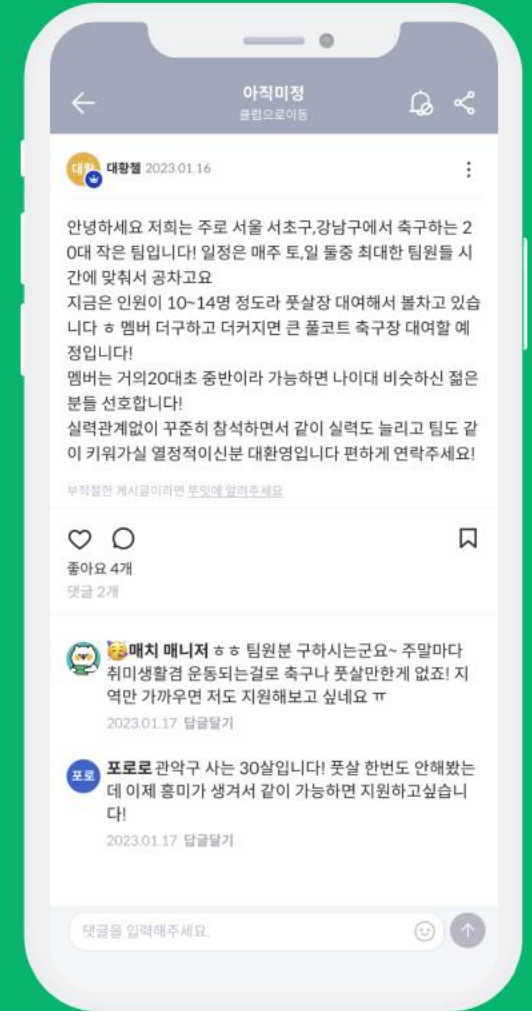 아직미정
클럽으로이동
대황
대황젤 2023.01.16
안녕하세요 저희는 주로 서울 서초구,강남구에서 축구하는 2
0대 작은 팀입니다! 일정은 매주 토,일 둘중 최대한 팀원들 시
간에 맞춰서 공차고요
지금은 인원이 10~14명 정도라 풋살장 대여해서 볼차고 있습
니다 ㅎ 멤버 더구하고 더커지면 큰 풀코트 축구장 대여할 예
정입니다!
멤버는 거의20대초 중반이라 가능하면 나이대 비슷하신 젊은
분들 선호합니다!
실력관계없이 꾸준히 참석하면서 같이 실력도 늘리고 팀도 같
이 키워가실 열정적이신분 대환영입니다 편하게 연락주세요!
부적절한 게시글이라면 뚜잇에 알려주세요
좋아요 4개
댓글 2개
🥳매치 매니저 ㅎㅎ 팀원분 구하시는군요~ 주말마다
취미생활겸 운동되는걸로 축구나 풋살만한게 없죠! 지
역만 가까우면 저도 지원해보고 싶네요 ㅠ
2023.01.17 답글달기
포로
포로로 관악구 사는 30살입니다! 풋살 한번도 안해봤는
데 이제 흥미가 생겨서 같이 가능하면 지원하고싶습니
다!
2023.01.17 답글달기
댓글을 입력해주세요.